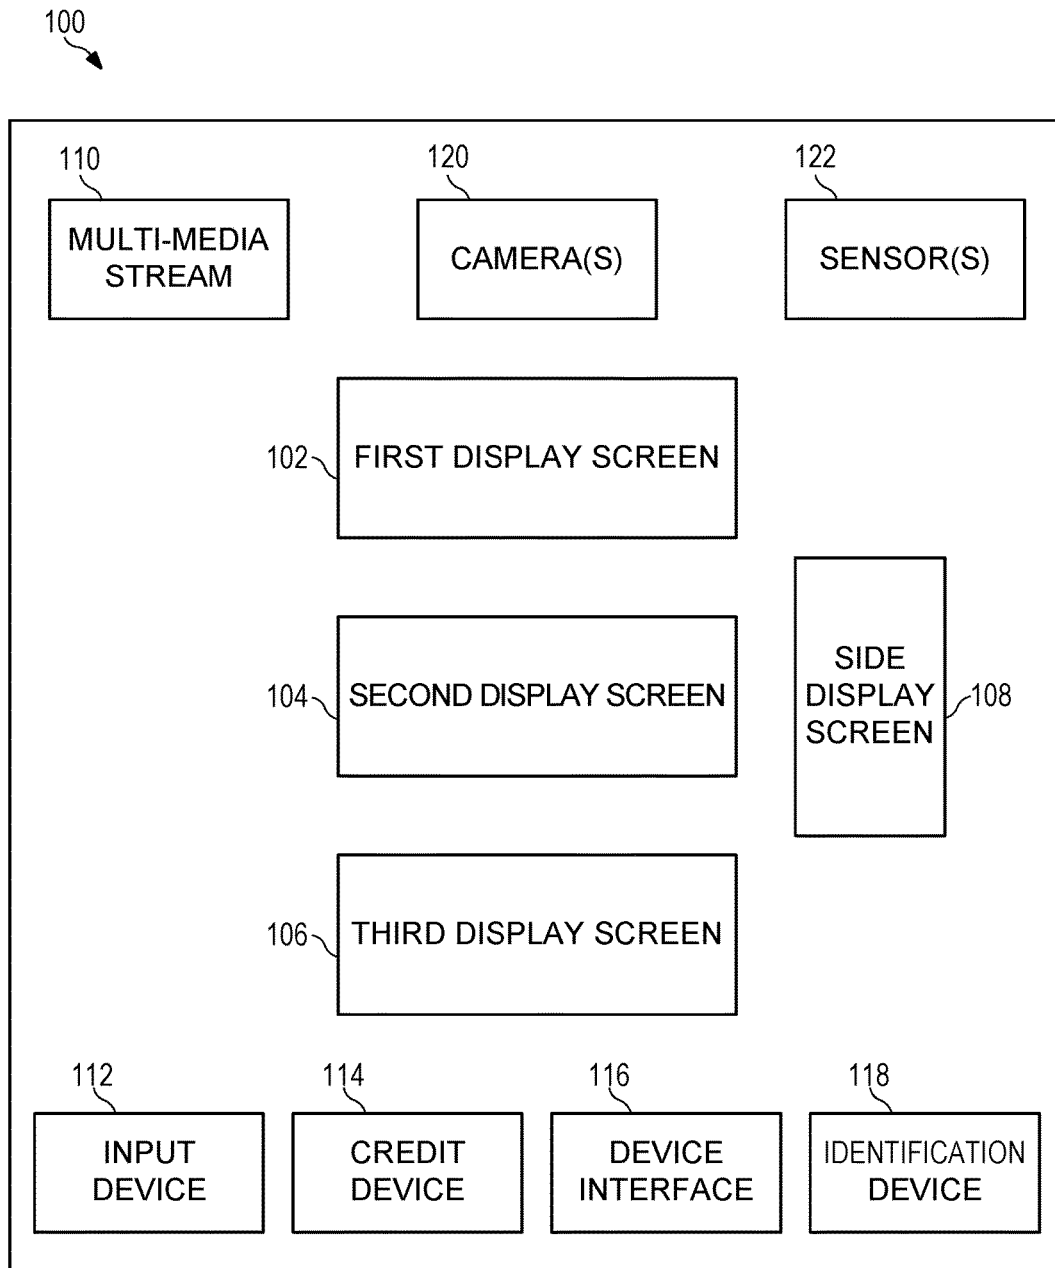 100
110
120
122
MULTI-MEDIA
STREAM
CAMERA(S)
SENSOR(S)
102
FIRST DISPLAY SCREEN
104
SECOND DISPLAY SCREEN
SIDE
DISPLAY
SCREEN
108
106
THIRD DISPLAY SCREEN
112
114
116
118
INPUT
DEVICE
CREDIT
DEVICE
DEVICE
INTERFACE
IDENTIFICATION
DEVICE